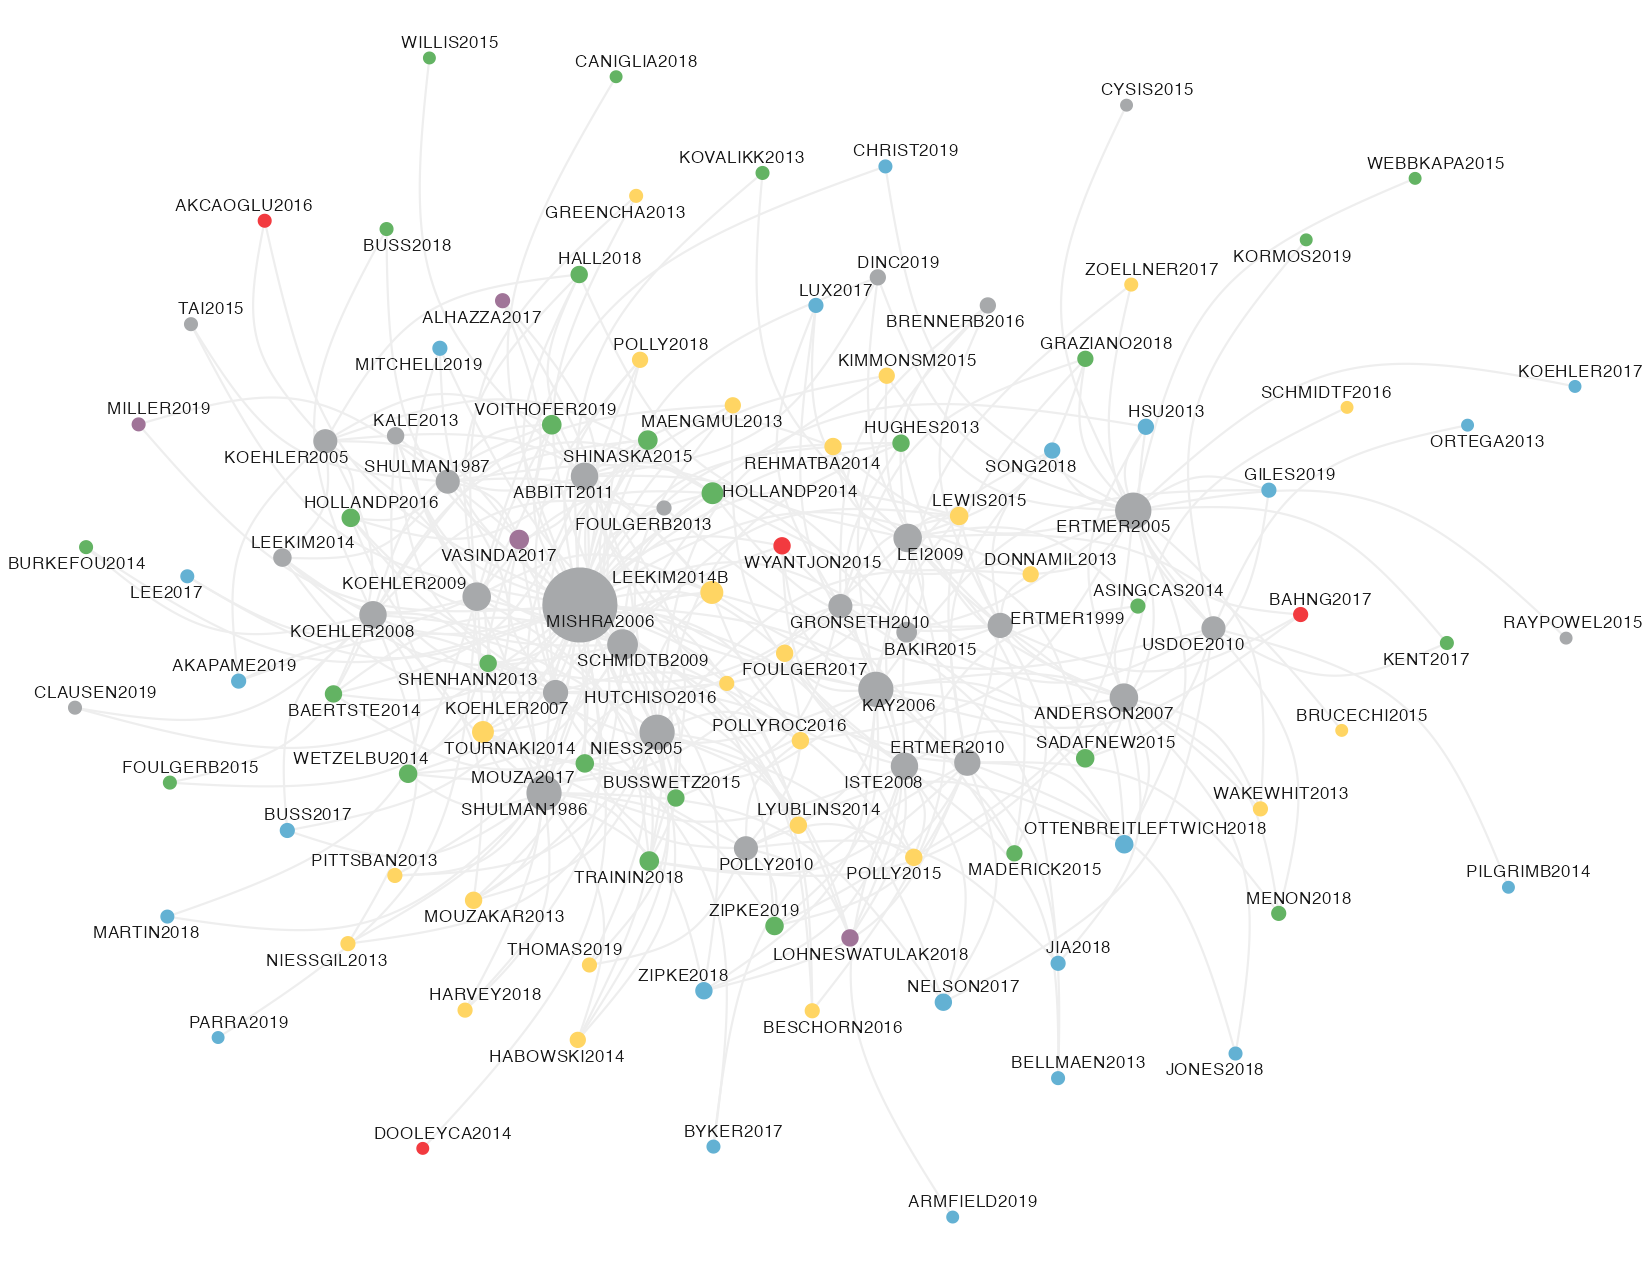 WILLIS2015
CANIGLIA2018
CYSIS2015
KOVALIKK2013
CHRIST2019
WEBBKAPA2015
AKCAOGLU2016
GREENCHA2013
BUSS2018
HALL2018
DINC2019
KORMOS2019
ZOELLNER2017
LUX2017
TAI2015
ALHAZZA2017
BRENNERB2016
POLLY2018
GRAZIANO2018
MITCHELL2019
KIMMONSM2015
KOEHLER2017
SCHMIDTF2016
MILLER2019
VOITHOFER2019
HSU2013
KALE2013
MAENGMUL2013
HUGHES2013
ORTEGA2013
KOEHLER2005
SHINASKA2015
SHULMAN1987
REHMATBA2014
SONG2018
GILES2019
ABBITT2011
HOLLANDP2014
HOLLANDP2016
LEWIS2015
FOULGERB2013
ERTMER2005
LEEKIM2014
VASINDA2017
LEI2009
BURKEFOU2014
WYANTJON2015
DONNAMIL2013
LEE2017
KOEHLER2009
LEEKIM2014B
ASINGCAS2014
BAHNG2017
KOEHLER2008
MISHRA2006
GRONSETH2010
ERTMER1999
RAYPOWEL2015
USDOE2010
BAKIR2015
AKAPAME2019
SCHMIDTB2009
FOULGER2017
KENT2017
SHENHANN2013
CLAUSEN2019
HUTCHISO2016
KOEHLER2007
BAERTSTE2014
KAY2006
ANDERSON2007
BRUCECHI2015
POLLYROC2016
TOURNAKI2014
NIESS2005
ERTMER2010
SADAFNEW2015
WETZELBU2014
FOULGERB2015
MOUZA2017
BUSSWETZ2015
ISTE2008
WAKEWHIT2013
SHULMAN1986
LYUBLINS2014
BUSS2017
OTTENBREITLEFTWICH2018
PITTSBAN2013
POLLY2010
POLLY2015
MADERICK2015
PILGRIMB2014
TRAININ2018
MENON2018
MOUZAKAR2013
ZIPKE2019
MARTIN2018
THOMAS2019
LOHNESWATULAK2018
JIA2018
NIESSGIL2013
ZIPKE2018
NELSON2017
HARVEY2018
PARRA2019
BESCHORN2016
HABOWSKI2014
BELLMAEN2013
JONES2018
DOOLEYCA2014
BYKER2017
ARMFIELD2019